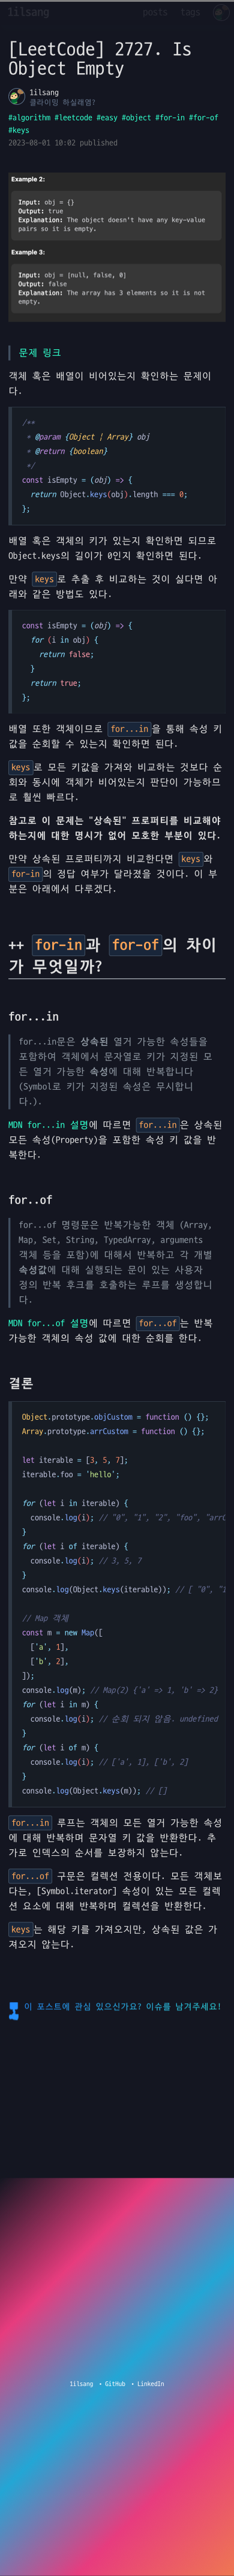 1ilsang
posts tags
[LeetCode] 2727. Is
Object Empty
1ilsang
클라이밍 하실래염?
#algorithm #leetcode #easy #object #for-in #for-of
#keys
2023-08-01 10:02 published
Example 2:
Input: obj = {}
Output: true
Explanation: The object doesn't have any key-value
pairs so it is empty.
Example 3:
Input: obj = [null, false, 0]
Output: false
Explanation: The array has 3 elements so it is not
empty.
문제 링크
객체 혹은 배열이 비어있는지 확인하는 문제이
다.
/**
 * @param {Object | Array} obj
 * @return {boolean}
 */
const isEmpty = (obj) => {
  return Object.keys(obj).length === 0;
};
배열 혹은 객체의 키가 있는지 확인하면 되므로
Object.keys의 길이가 0인지 확인하면 된다.
만약 keys로 추출 후 비교하는 것이 싫다면 아
래와 같은 방법도 있다.
const isEmpty = (obj) => {
  for (i in obj) {
    return false;
  }
  return true;
};
배열 또한 객체이므로 for...in을 통해 속성 키
값을 순회할 수 있는지 확인하면 된다.
keys로 모든 키값을 가져와 비교하는 것보다 순
회와 동시에 객체가 비어있는지 판단이 가능하므
로 훨씬 빠르다.
참고로 이 문제는 "상속된" 프로퍼티를 비교해야
하는지에 대한 명시가 없어 모호한 부분이 있다.
만약 상속된 프로퍼티까지 비교한다면 keys와
for-in의 정답 여부가 달라졌을 것이다. 이 부
분은 아래에서 다루겠다.
++ for-in과 for-of의 차이
가 무엇일까?
for...in
for...in문은 상속된 열거 가능한 속성들을
포함하여 객체에서 문자열로 키가 지정된 모
든 열거 가능한 속성에 대해 반복합니다
(Symbol로 키가 지정된 속성은 무시합니
다.).
MDN for...in 설명에 따르면 for...in은 상속된
모든 속성(Property)을 포함한 속성 키 값을 반
복한다.
for..of
for...of 명령문은 반복가능한 객체 (Array,
Map, Set, String, TypedArray, arguments
객체 등을 포함)에 대해서 반복하고 각 개별
속성값에 대해 실행되는 문이 있는 사용자
정의 반복 후크를 호출하는 루프를 생성합니
다.
MDN for...of 설명에 따르면 for...of는 반복
가능한 객체의 속성 값에 대한 순회를 한다.
결론
Object.prototype.objCustom = function () {};
Array.prototype.arrCustom = function () {};
let iterable = [3, 5, 7];
iterable.foo = 'hello';
for (let i in iterable) {
  console.log(i); // "0", "1", "2", "foo", "arrC
}
for (let i of iterable) {
  console.log(i); // 3, 5, 7
}
console.log(Object.keys(iterable)); // [ "0", "1
// Map 객체
const m = new Map([
  ['a', 1],
  ['b', 2],
]);
console.log(m); // Map(2) {'a' => 1, 'b' => 2}
for (let i in m) {
  console.log(i); // 순회 되지 않음. undefined
}
for (let i of m) {
  console.log(i); // ['a', 1], ['b', 2]
}
console.log(Object.keys(m)); // []
for...in 루프는 객체의 모든 열거 가능한 속성
에 대해 반복하며 문자열 키 값을 반환한다. 추
가로 인덱스의 순서를 보장하지 않는다.
for...of 구문은 컬렉션 전용이다. 모든 객체보
다는, [Symbol.iterator] 속성이 있는 모든 컬렉
션 요소에 대해 반복하며 컬렉션을 반환한다.
keys는 해당 키를 가져오지만, 상속된 값은 가
져오지 않는다.
이 포스트에 관심 있으신가요? 이슈를 남겨주세요!
1ilsang • GitHub • LinkedIn